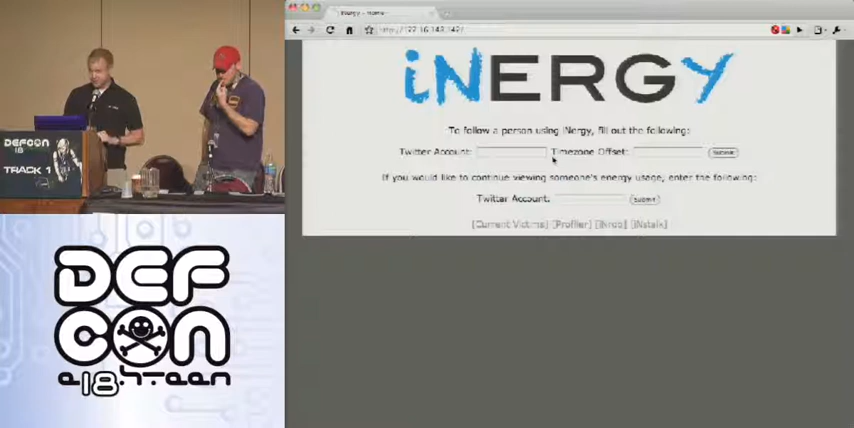 DEFCON
18
TRACK 1
DEF
CON
iNERGY
To follow a person using iNergy, fill out the following:
Twitter Account: Timezone Offset: Submit
If you would like to continue viewing someone's energy usage, enter the following:
Twitter Account: Submit
[Current Victims] [Profiler] [iNrob] [iNstalk]